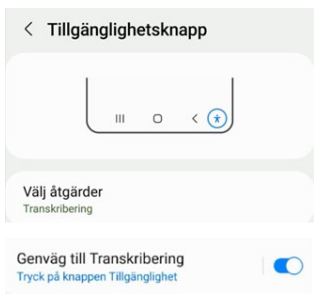 Tillgänglighetsknapp
Välj åtgärder
Transkribering
Genväg till Transkribering
Tryck på knappen Tillgänglighet